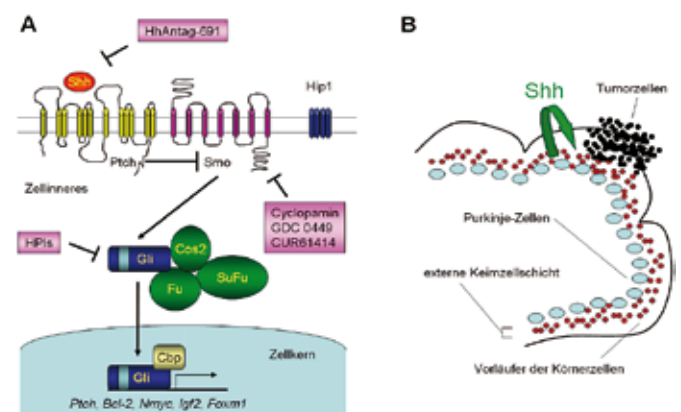 A
HhAntag-691
Shh
Hip1
Ptch
Smo
Zellinneres
Cyclopamin
GDC 0449
CUR61414
HPIs
Gli
Cos2
Fu
SuFu
Zellkern
Cbp
Gli
Ptch, Bcl-2, Nmyc, Igf2, Foxm1
B
Shh
Tumorzellen
Purkinje-Zellen
externe Keimzellschicht
Vorläufer der Körnerzellen